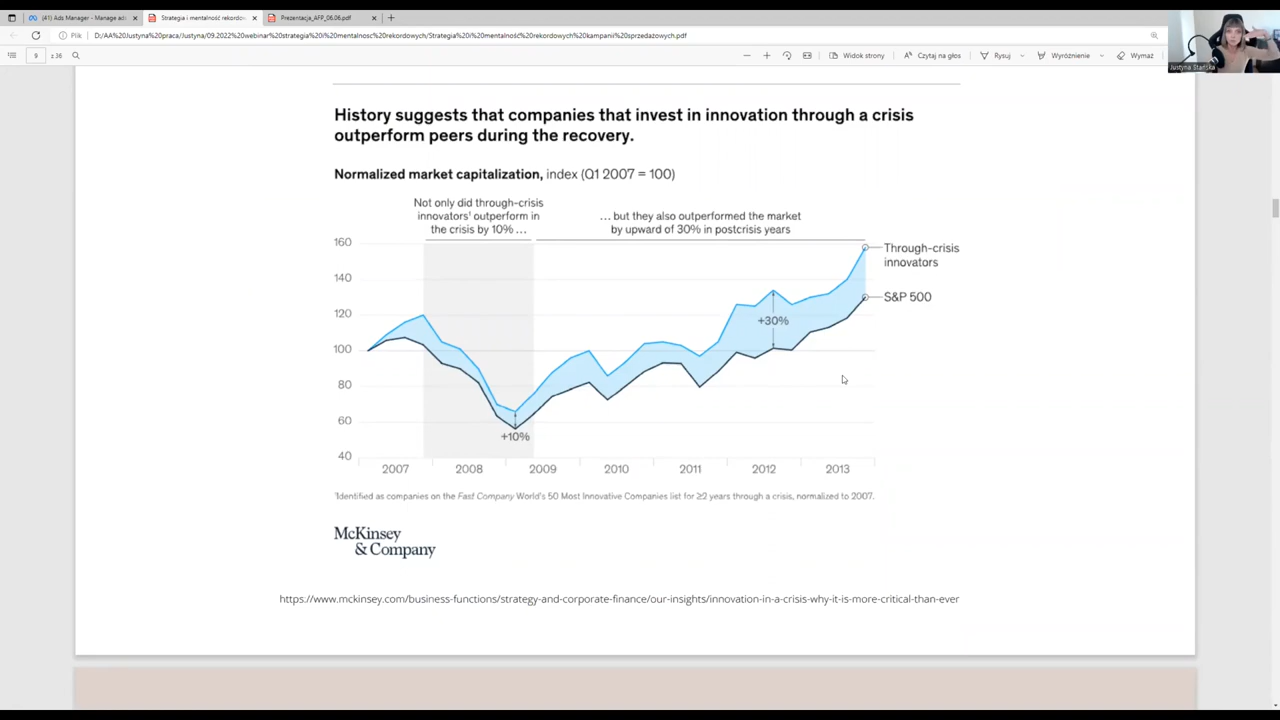 (41) Ads Manager - Manage ad
Strategia i mentalność rekordo
Prezentacja_AFP_06.06.pdf
Plik
D:/AA%20Justyna%20praca/Justyna/09.2022%20webinar%20strategia%20i%20mentalnosc%20rekordowych/Strategia%20i%20mentalność%20rekordowych%20kampanii%20sprzedazowych.pdf
9 z 36
Widok strony
Czytaj na głos
Rysuj
Wyróżnienie
Wymaż
Justyna Stańska
History suggests that companies that invest in innovation through a crisis
outperform peers during the recovery.
Normalized market capitalization, index (Q1 2007 = 100)
Not only did through-crisis
innovators¹ outperform in
the crisis by 10% …
… but they also outperformed the market
by upward of 30% in postcrisis years
160
140
120
100
80
60
40
Through-crisis
innovators
S&P 500
+30%
+10%
2007 2008 2009 2010 2011 2012 2013
¹Identified as companies on the Fast Company World's 50 Most Innovative Companies list for ≥2 years through a crisis, normalized to 2007.
McKinsey
& Company
https://www.mckinsey.com/business-functions/strategy-and-corporate-finance/our-insights/innovation-in-a-crisis-why-it-is-more-critical-than-ever